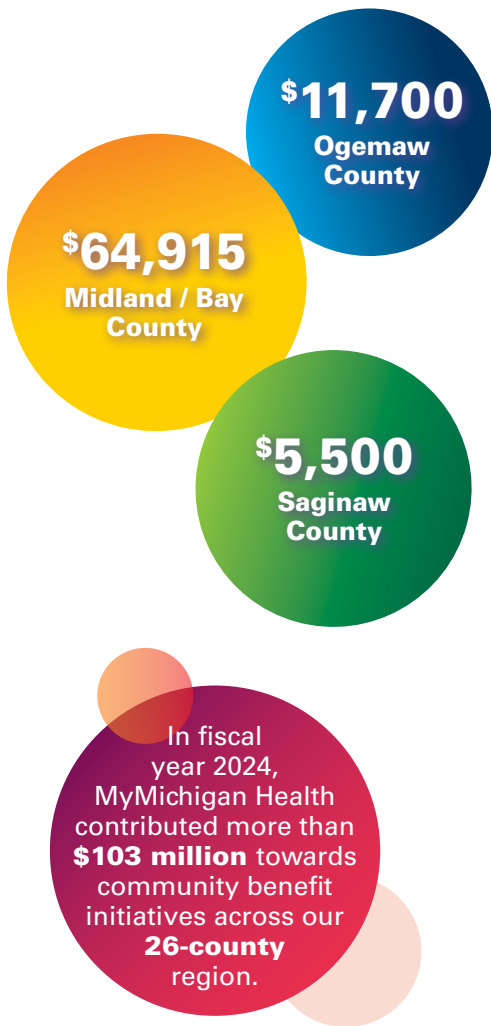 $11,700
Ogemaw
County
$64,915
Midland / Bay
County
$5,500
Saginaw
County
In fiscal
year 2024,
MyMichigan Health
contributed more than
$103 million towards
community benefit
initiatives across our
26-county
region.